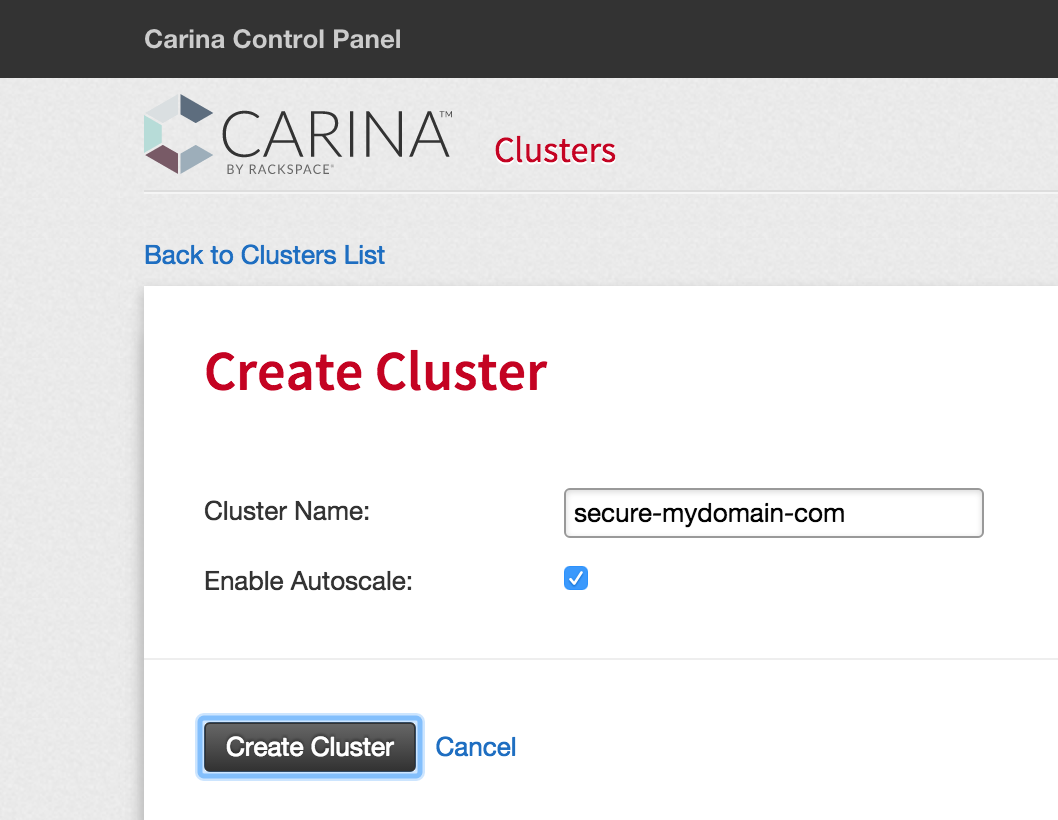 Carina Control Panel
CARINA™
BY RACKSPACE®
Clusters
Back to Clusters List
Create Cluster
Cluster Name:
secure-mydomain-com
Enable Autoscale:
Create Cluster Cancel